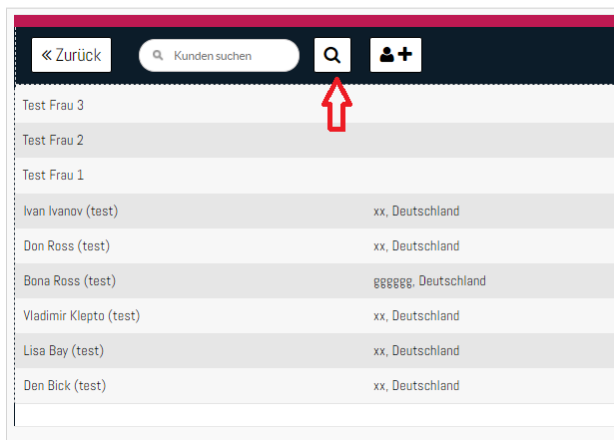 « Zurück
Kunden suchen
Test Frau 3
Test Frau 2
Test Frau 1
Ivan Ivanov (test) xx, Deutschland
Don Ross (test) xx, Deutschland
Bona Ross (test) gggggg, Deutschland
Vladimir Klepto (test) xx, Deutschland
Lisa Bay (test) xx, Deutschland
Den Bick (test) xx, Deutschland